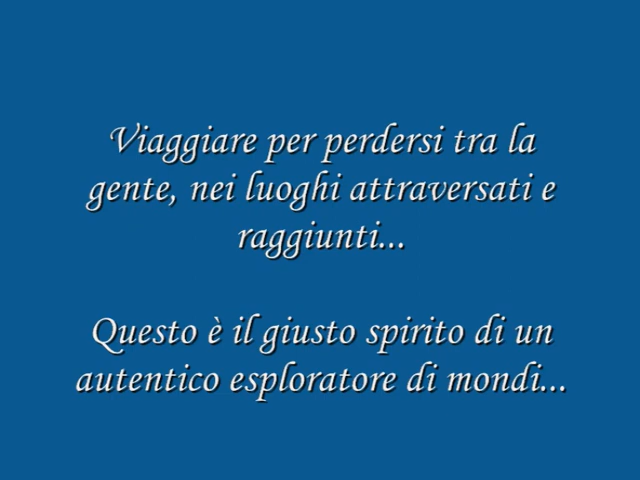 Viaggiare per perdersi tra la
gente, nei luoghi attraversati e
raggiunti...
Questo è il giusto spirito di un
autentico esploratore di mondi...